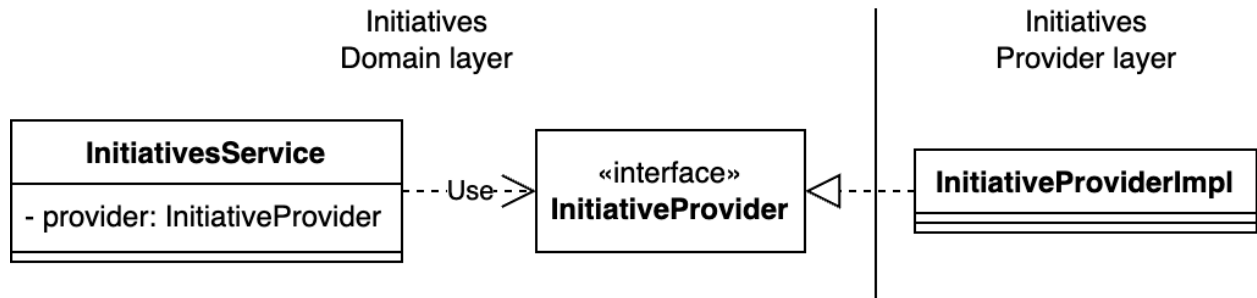 Initiatives
Domain layer
Initiatives
Provider layer
InitiativesService
- provider: InitiativeProvider
Use
«interface»
InitiativeProvider
InitiativeProviderImpl